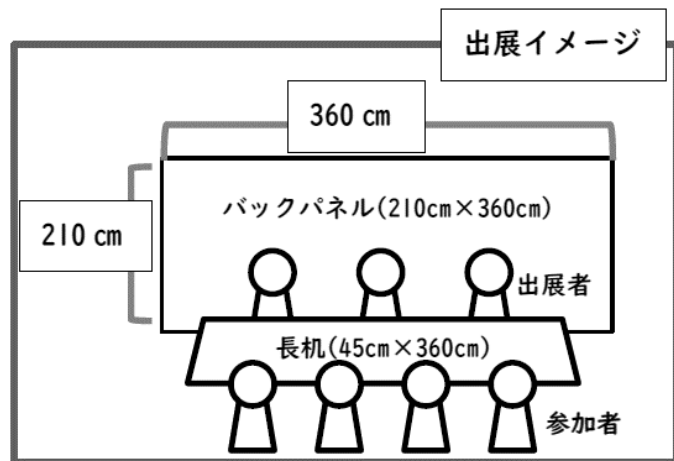 出展イメージ
360 cm
210 cm
バックパネル(210cm×360cm)
出展者
長机(45cm×360cm)
参加者